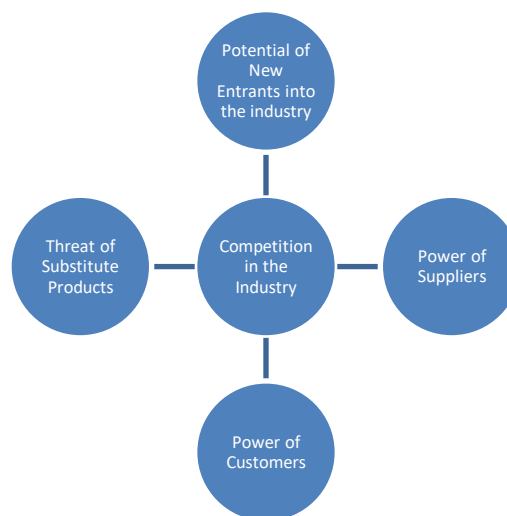 Potential of
New
Entrants into
the industry
Threat of
Substitute
Products
Competition
in the
Industry
Power of
Suppliers
Power of
Customers